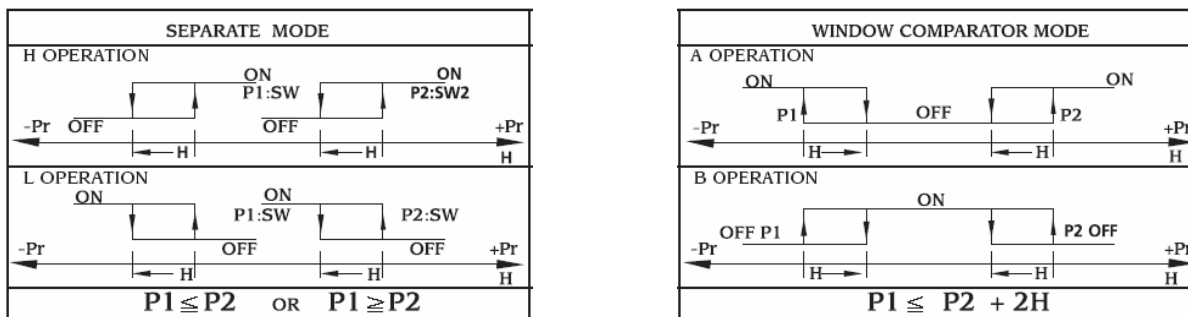 SEPARATE MODE
H OPERATION
ON
P1:SW
ON
P2:SW2
OFF
OFF
-Pr
+Pr
H
H
H
L OPERATION
ON
ON
P1:SW
P2:SW
OFF
OFF
-Pr
+Pr
H
H
H
P1 ≦ P2 OR P1 ≧ P2
WINDOW COMPARATOR MODE
A OPERATION
ON
ON
P1
OFF
P2
-Pr
+Pr
H
H
H
B OPERATION
ON
OFF P1
P2 OFF
-Pr
+Pr
H
H
H
P1 ≦ P2 + 2H